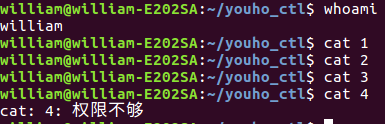 william@william-E202SA:~/youho_ctl$ whoami
william
william@william-E202SA:~/youho_ctl$ cat 1
william@william-E202SA:~/youho_ctl$ cat 2
william@william-E202SA:~/youho_ctl$ cat 3
william@william-E202SA:~/youho_ctl$ cat 4
cat: 4: 权限不够